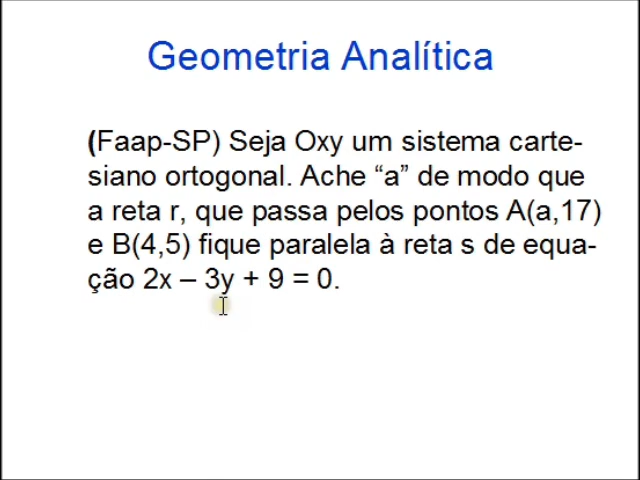 Geometria Analítica
(Faap-SP) Seja Oxy um sistema carte-
siano ortogonal. Ache “a” de modo que
a reta r, que passa pelos pontos A(a,17)
e B(4,5) fique paralela à reta s de equa-
ção 2x – 3y + 9 = 0.